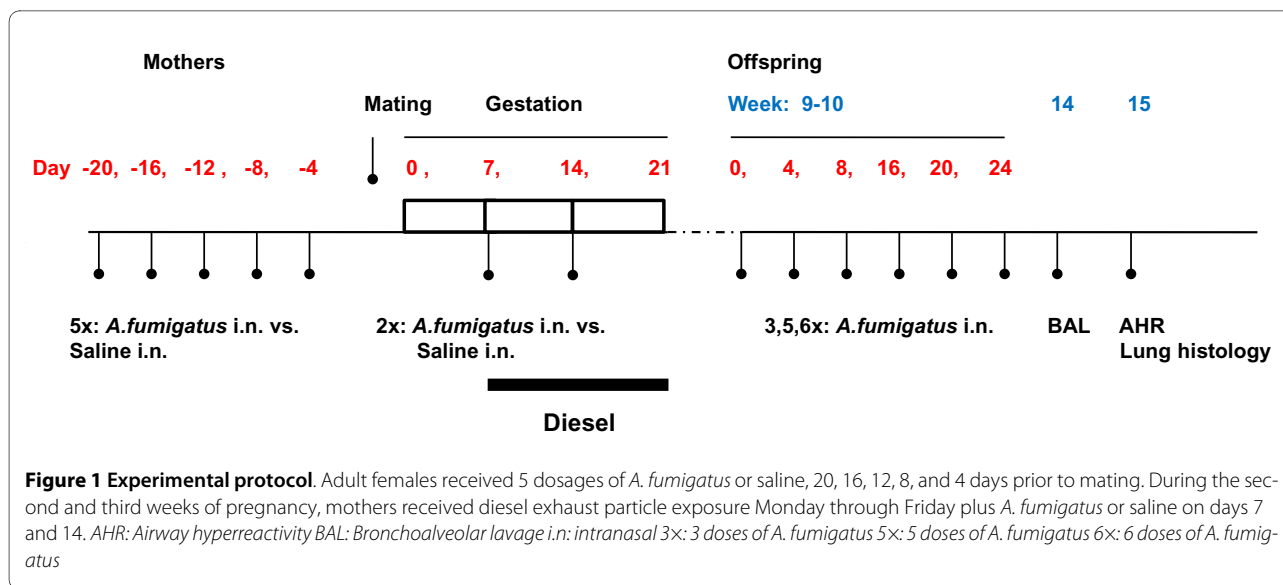 Mothers Offspring
Mating Gestation Week: 9-10 14 15
Day -20, -16, -12 , -8, -4 0 , 7, 14, 21 0, 4, 8, 16, 20, 24
5x: A.fumigatus i.n. vs. 2x: A.fumigatus i.n. vs. 3,5,6x: A.fumigatus i.n. BAL AHR
Saline i.n. Saline i.n. Lung histology
Diesel
Figure 1 Experimental protocol. Adult females received 5 dosages of A. fumigatus or saline, 20, 16, 12, 8, and 4 days prior to mating. During the sec-
ond and third weeks of pregnancy, mothers received diesel exhaust particle exposure Monday through Friday plus A. fumigatus or saline on days 7
and 14. AHR: Airway hyperreactivity BAL: Bronchoalveolar lavage i.n: intranasal 3×: 3 doses of A. fumigatus 5×: 5 doses of A. fumigatus 6×: 6 doses of A. fumig-
atus